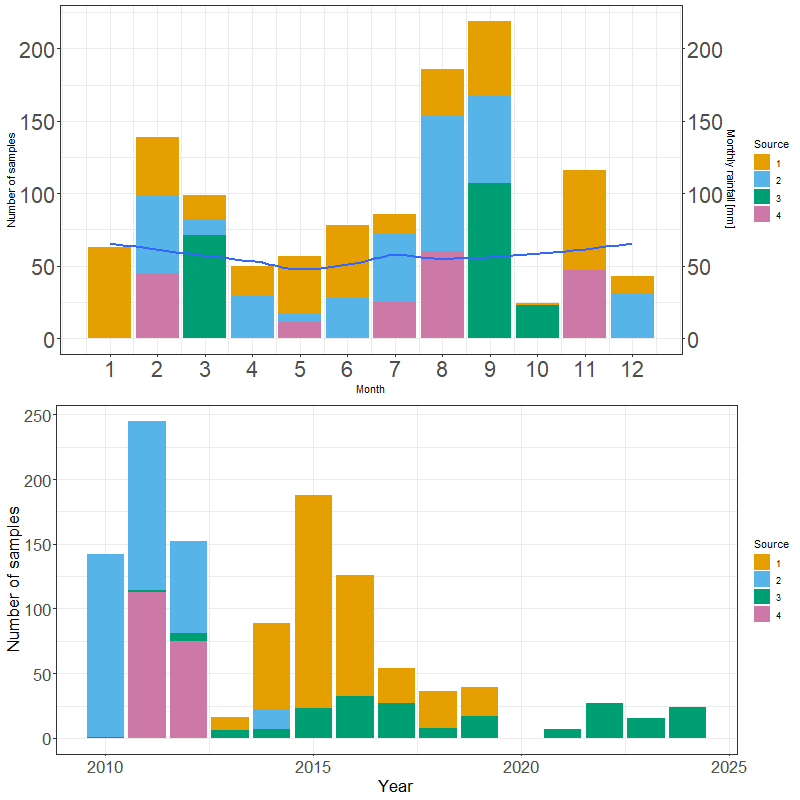 200 200
150 150
100 100
50 50
0 0
Number of samples
Monthly rainfall [mm]
1 2 3 4 5 6 7 8 9 10 11 12
Month
Source
1
2
3
4
250
200
150
100
50
0
Number of samples
2010 2015 2020 2025
Year
Source
1
2
3
4